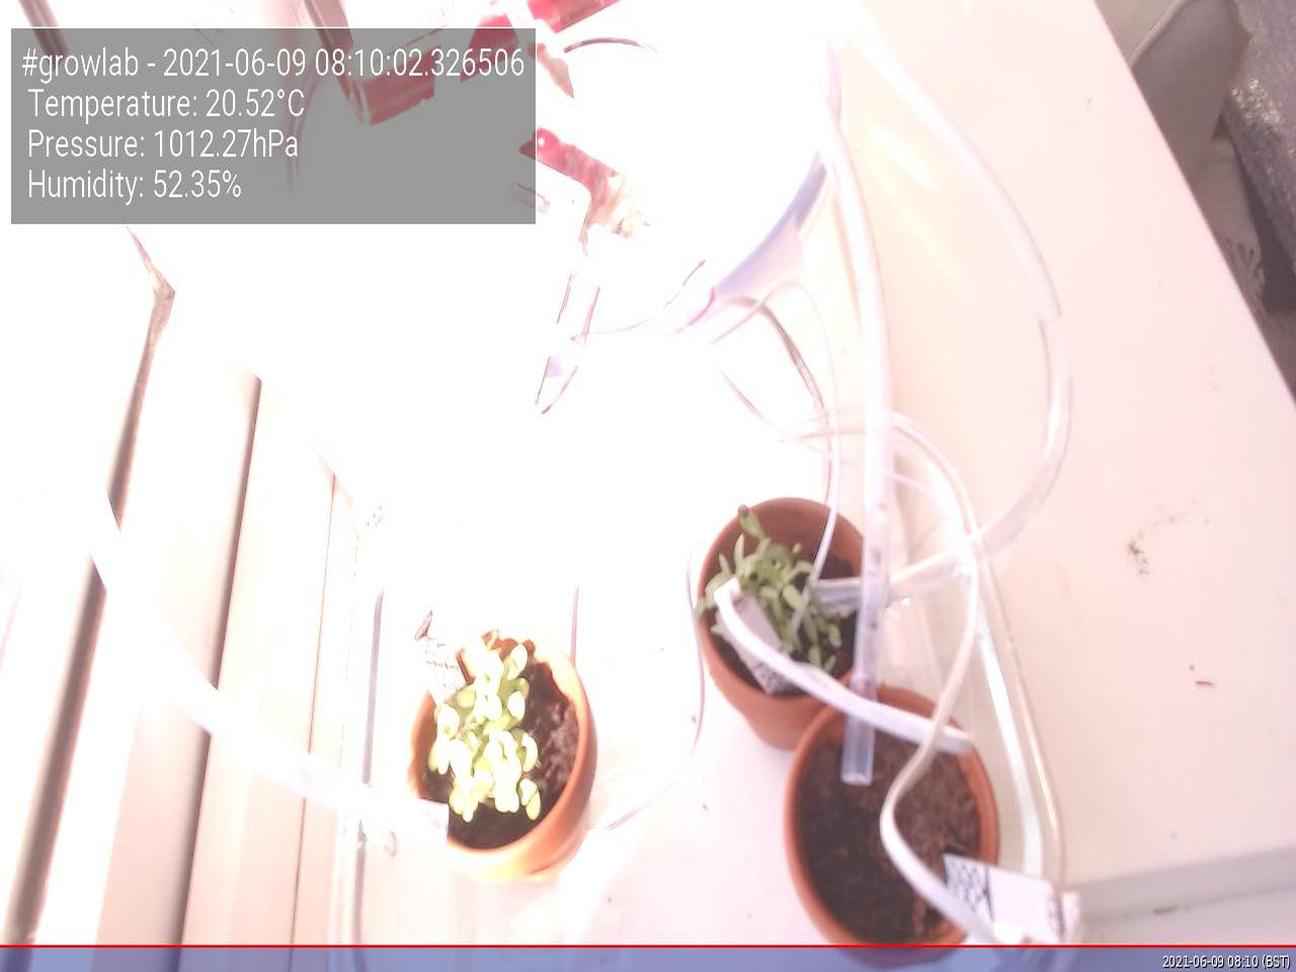 #growlab - 2021-06-09 08:10:02.326506
Temperature: 20.52°C
Pressure: 1012.27hPa
Humidity: 52.35%
2021-06-09 08:10 (BST)